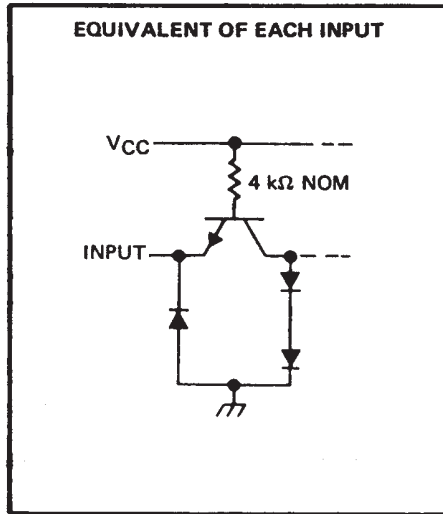 EQUIVALENT OF EACH INPUT
VCC
4 kΩ NOM
INPUT